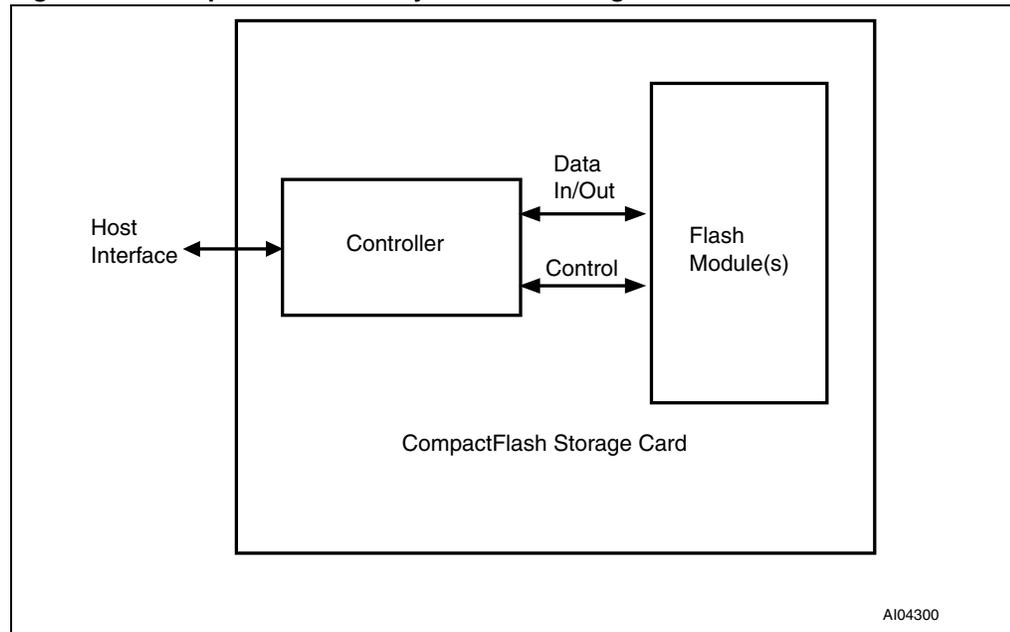 Data
In/Out
Host
Interface
Controller
Control
Flash
Module(s)
CompactFlash Storage Card
AI04300